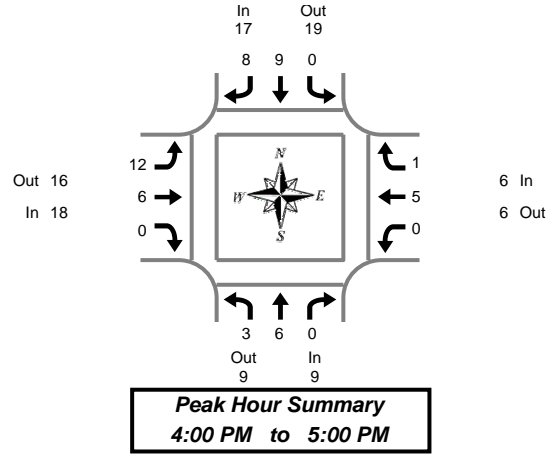 In Out
17 19
8 9 0
12 1
N
Out 16 6 W E 5 6 In
In 18 6 Out
0 0
S
3 6 0
Out In
9 9
Peak Hour Summary
4:00 PM to 5:00 PM